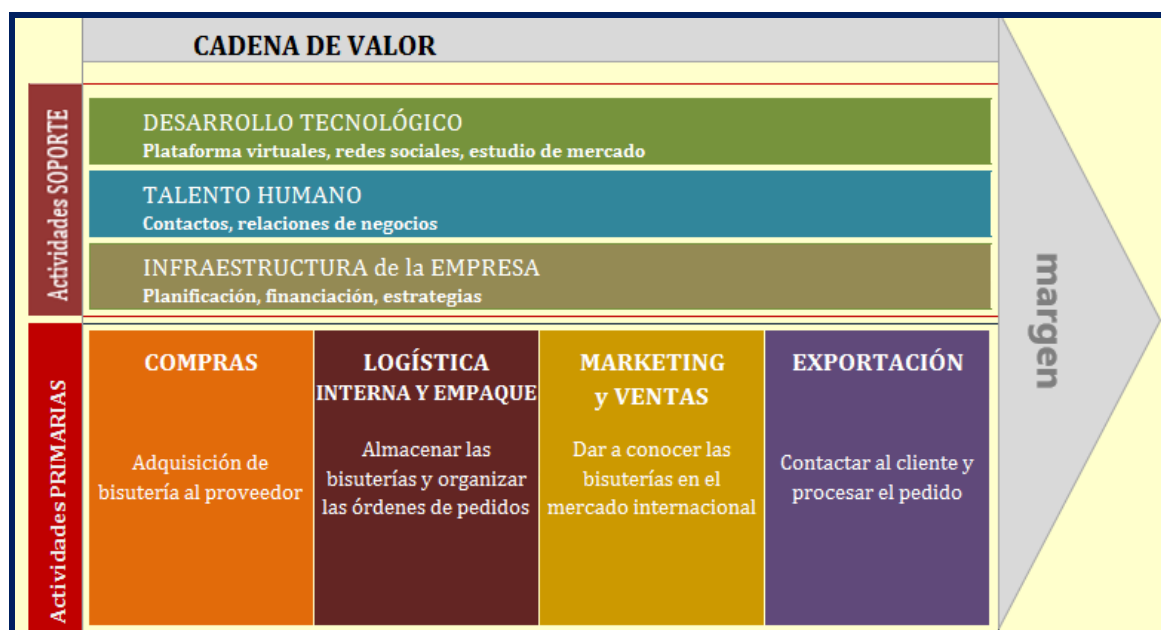 CADENA DE VALOR
Actividades SOPORTE
DESARROLLO TECNOLÓGICO
Plataforma virtuales, redes sociales, estudio de mercado
TALENTO HUMANO
Contactos, relaciones de negocios
INFRAESTRUCTURA de la EMPRESA
Planificación, financiación, estrategias
Actividades PRIMARIAS
COMPRAS
Adquisición de
bisutería al proveedor
LOGÍSTICA
INTERNA Y EMPAQUE
Almacenar las
bisuterías y organizar
las órdenes de pedidos
MARKETING
y VENTAS
Dar a conocer las
bisuterías en el
mercado internacional
EXPORTACIÓN
Contactar al cliente y
procesar el pedido
margen